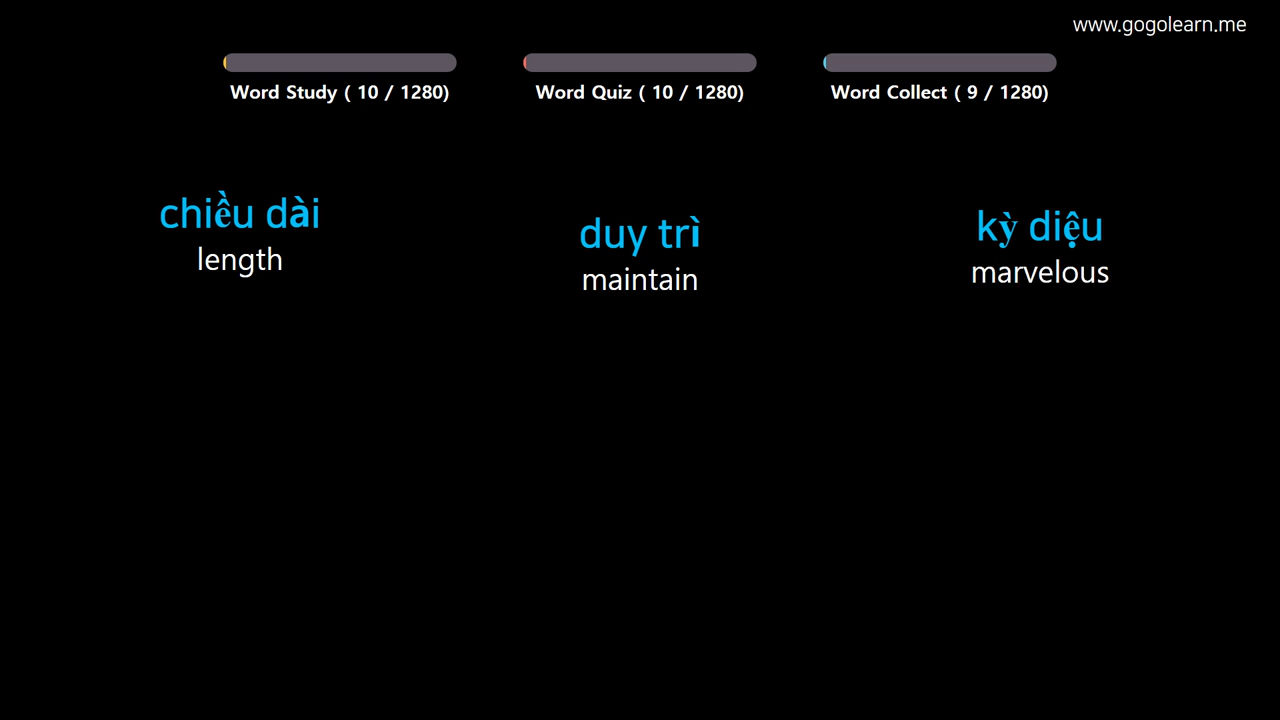 www.gogolearn.me
Word Study ( 10 / 1280)
Word Quiz ( 10 / 1280)
Word Collect ( 9 / 1280)
chiều dài
length
duy trì
maintain
kỳ diệu
marvelous